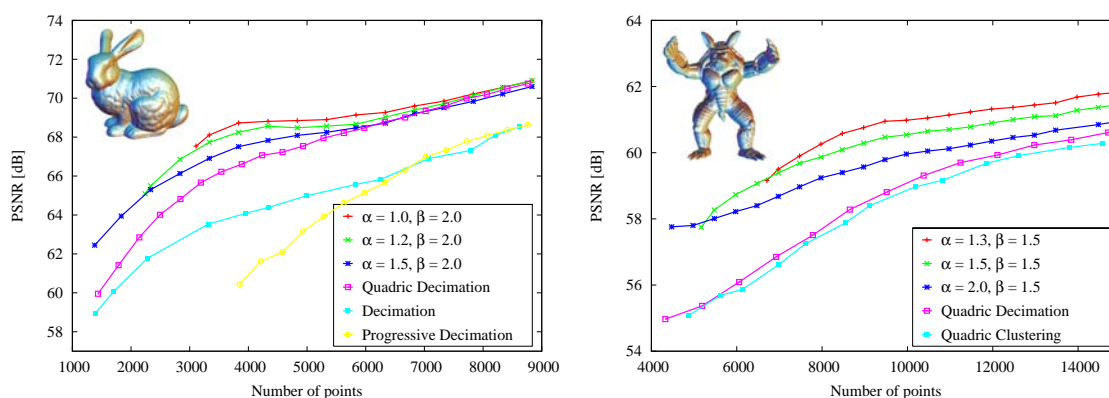 74
72
70
68
66
64
62
60
58
PSNR [dB]
α = 1.0, β = 2.0
α = 1.2, β = 2.0
α = 1.5, β = 2.0
Quadric Decimation
Decimation
Progressive Decimation
1000 2000 3000 4000 5000 6000 7000 8000 9000
Number of points
64
62
60
58
56
54
PSNR [dB]
α = 1.3, β = 1.5
α = 1.5, β = 1.5
α = 2.0, β = 1.5
Quadric Decimation
Quadric Clustering
4000 6000 8000 10000 12000 14000
Number of points